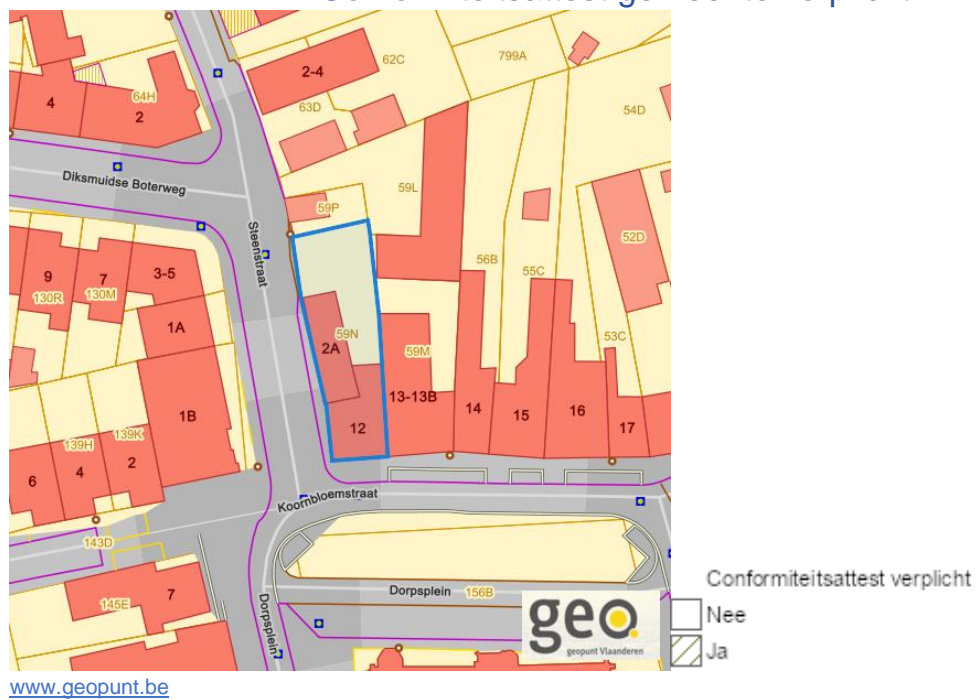 62C
799A
2-4
64H
4
2
63D
54D
Diksmuidse Boterweg
59L
59P
Steenstraat
52D
56B
55C
9
7
3-5
130R
130M
1A
59N
2A
59M
53C
13-13B
1B
14
15
16
17
12
139H
139K
6
4
2
Koornbloemstraat
143D
Conformiteitsattest verplicht
Dorpsplein 156B
145E
7
geo.
geopunt Vlaanderen
Nee
Dorpsplein
Ja
www.geopunt.be